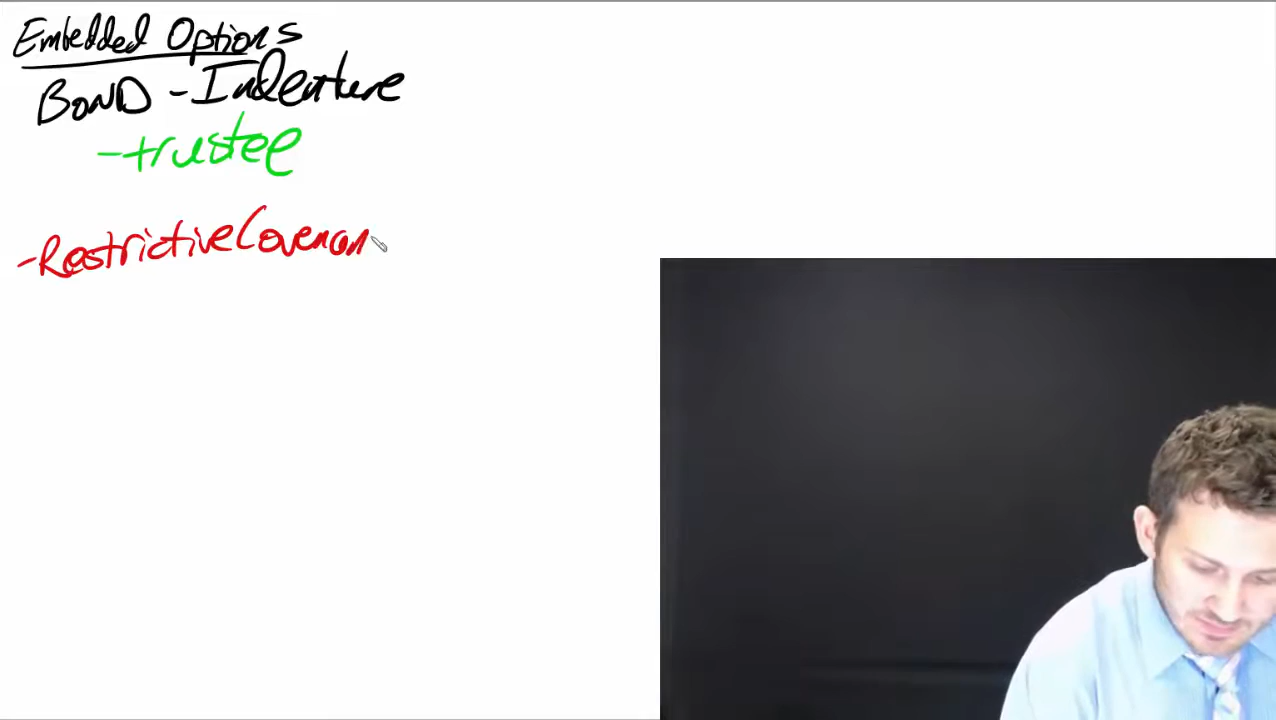 Embedded Options
BOND - Indenture
- trustee
- Restrictive Covenan